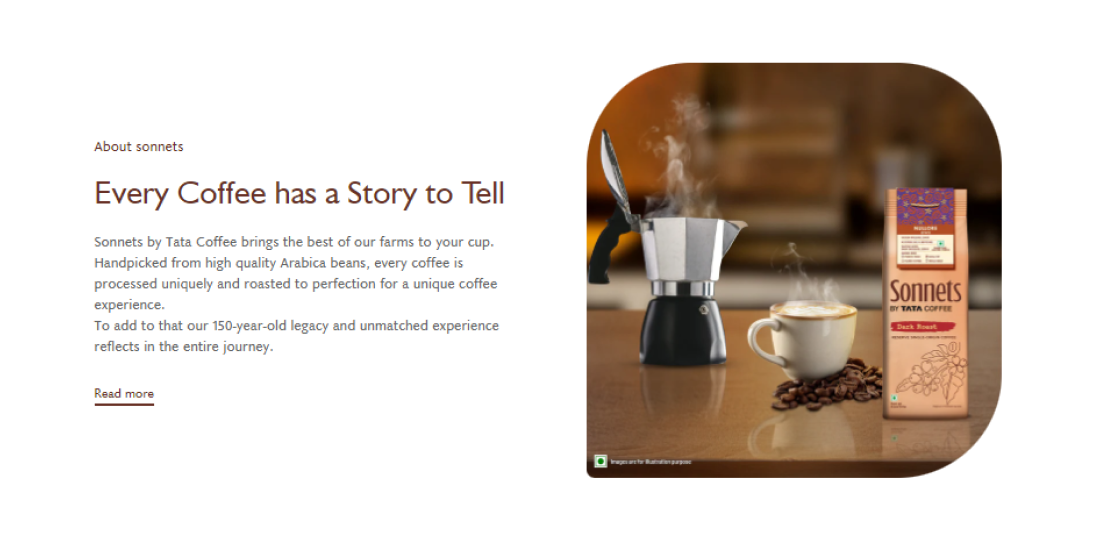 About sonnets
Every Coffee has a Story to Tell
Sonnets by Tata Coffee brings the best of our farms to your cup.
Handpicked from high quality Arabica beans, every coffee is
processed uniquely and roasted to perfection for a unique coffee
experience.
To add to that our 150-year-old legacy and unmatched experience
reflects in the entire journey.
Read more
Sonnets
BY TATA COFFEE
Dark Roast
Images are for illustration purpose